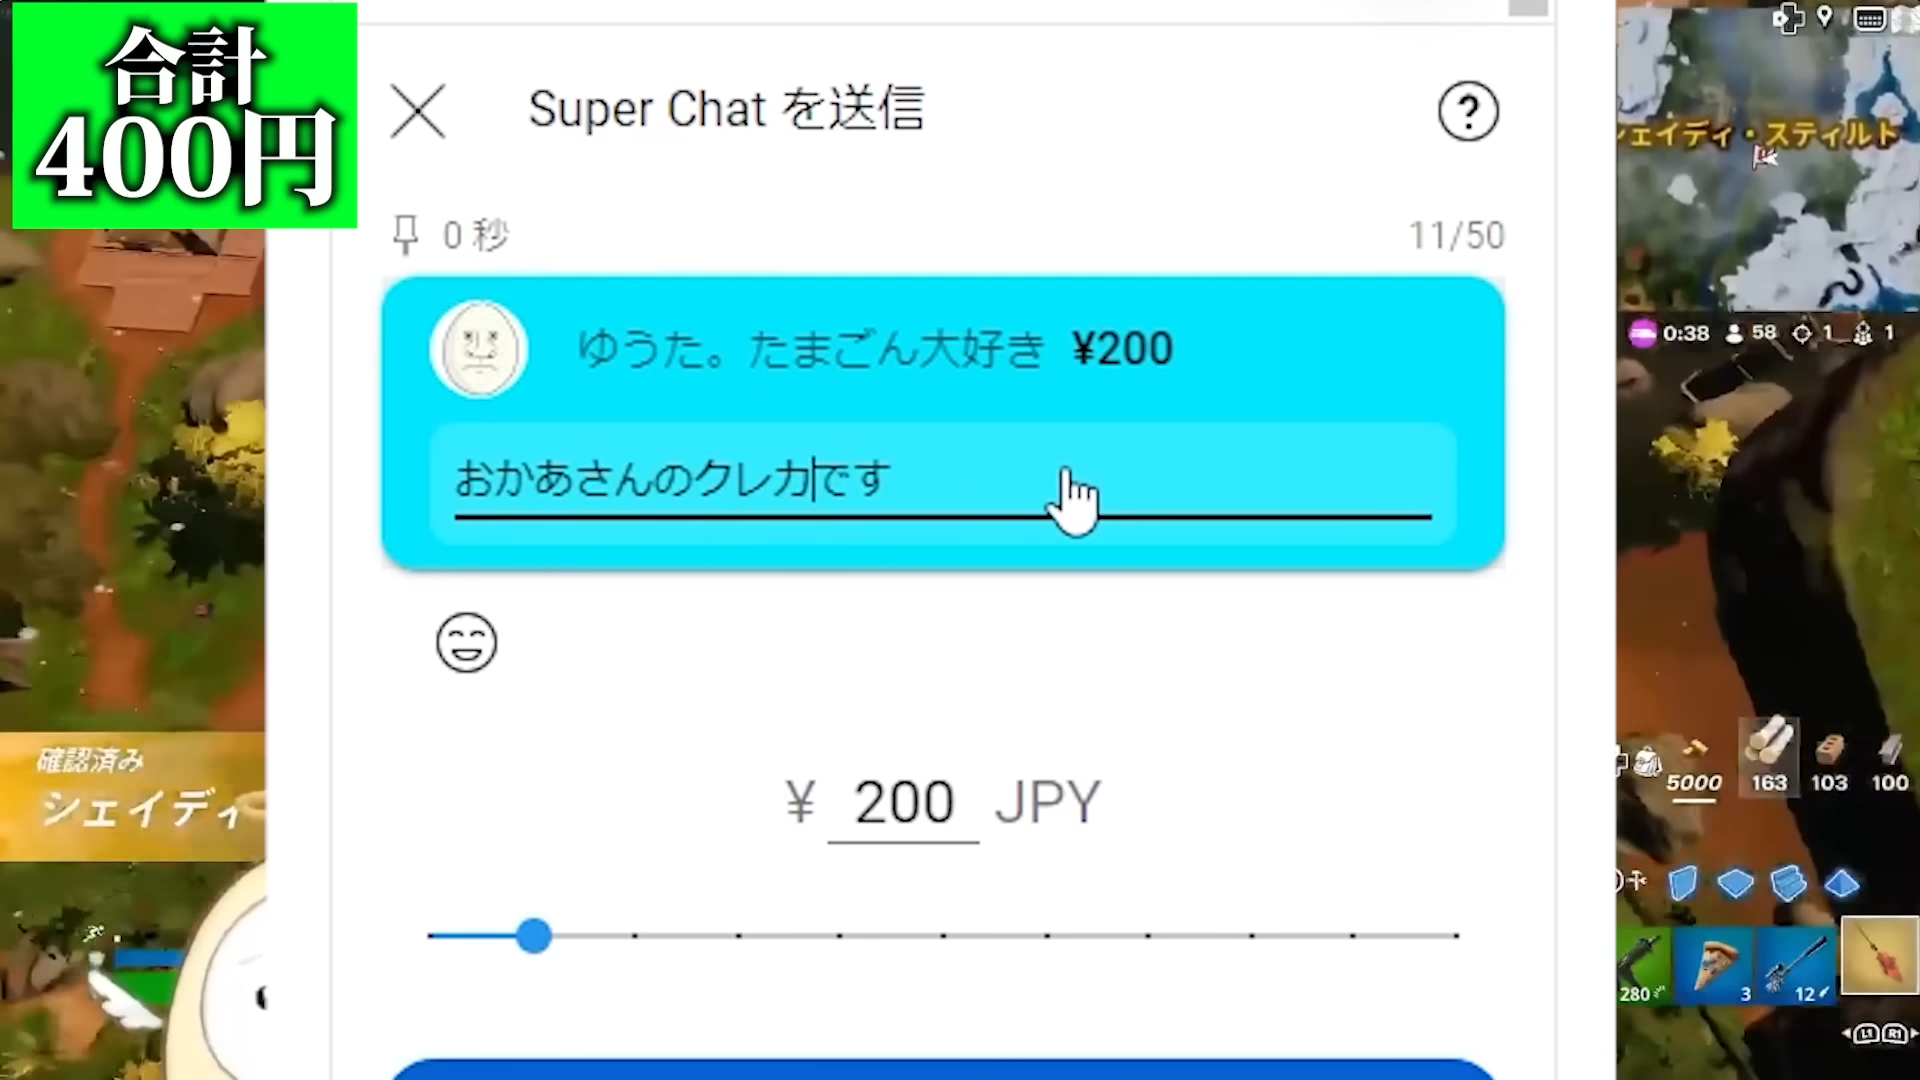 合計
400円
Super Chat を送信
?
0 秒
11/50
ゆうた。たまごん大好き ¥200
おかあさんのクレカです
¥ 200 JPY
ェイディ・スティルト
0:38 58 1 1
確認済み
シェイディ
5000 163 103 100
280 3 12
L1 R1